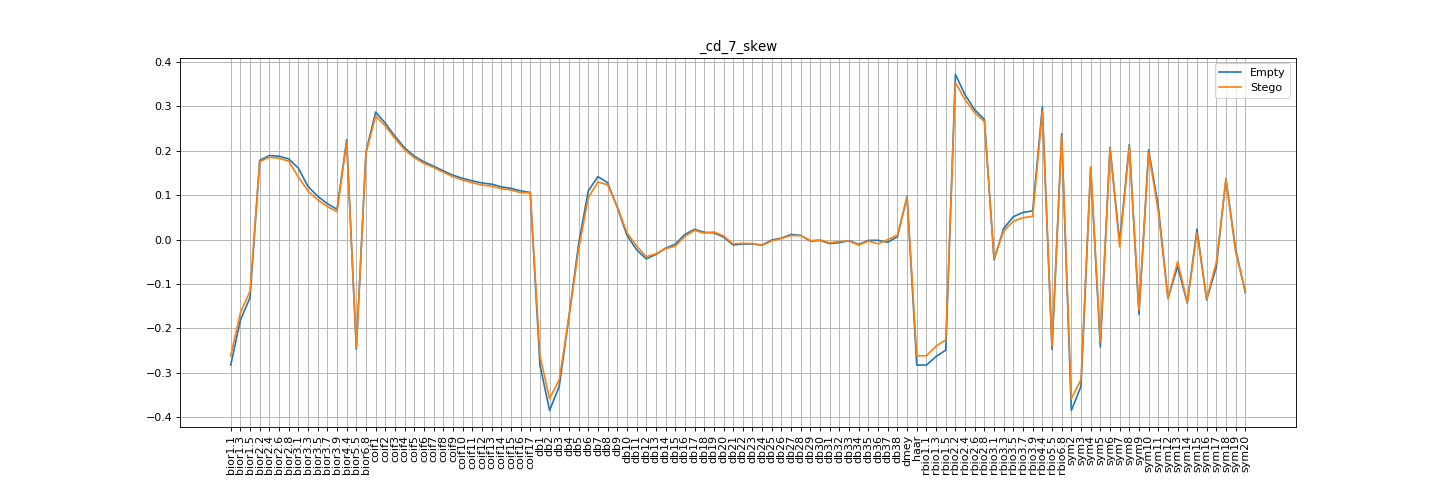 _cd_7_skew
Empty
Stego
0.4
0.3
0.2
0.1
0.0
−0.1
−0.2
−0.3
−0.4
bior1.1
bior1.3
bior1.5
bior2.2
bior2.4
bior2.6
bior2.8
bior3.1
bior3.3
bior3.5
bior3.7
bior3.9
bior4.4
bior5.5
bior6.8
coif1
coif2
coif3
coif4
coif5
coif6
coif7
coif8
coif9
coif10
coif11
coif12
coif13
coif14
coif15
coif16
coif17
db1
db2
db3
db4
db5
db6
db7
db8
db9
db10
db11
db12
db13
db14
db15
db16
db17
db18
db19
db20
db21
db22
db23
db24
db25
db26
db27
db28
db29
db30
db31
db32
db33
db34
db35
db36
db37
db38
dmey
haar
rbio1.1
rbio1.3
rbio1.5
rbio2.2
rbio2.4
rbio2.6
rbio2.8
rbio3.1
rbio3.3
rbio3.5
rbio3.7
rbio3.9
rbio4.4
rbio5.5
rbio6.8
sym2
sym3
sym4
sym5
sym6
sym7
sym8
sym9
sym10
sym11
sym12
sym13
sym14
sym15
sym16
sym17
sym18
sym19
sym20